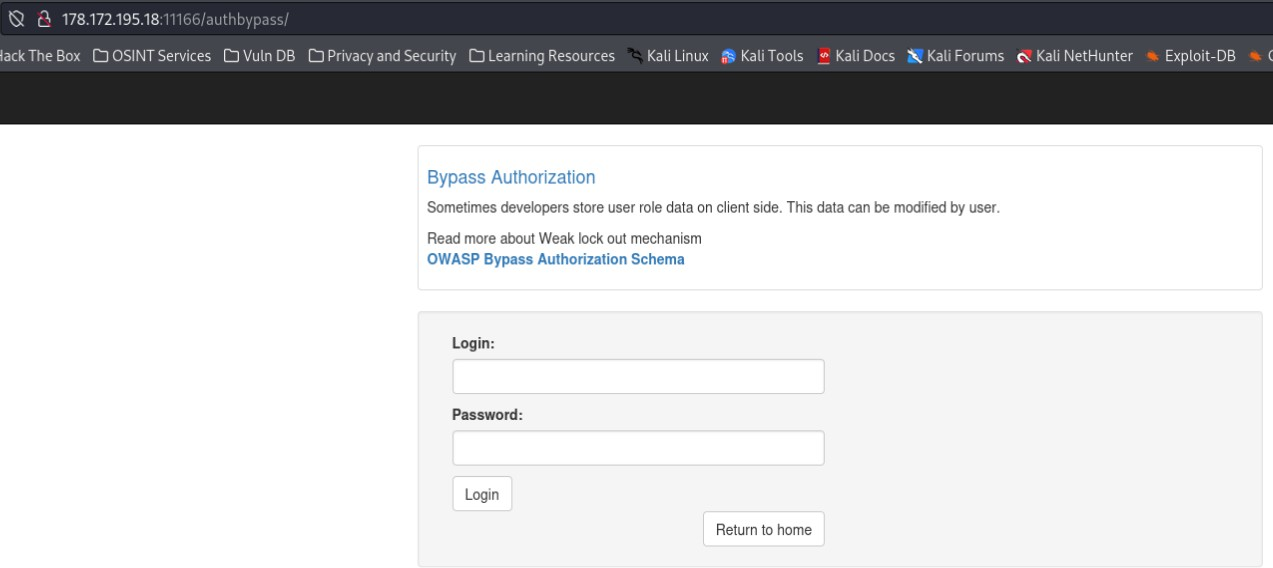 178.172.195.18:11166/authbypass/
Hack The Box OSINT Services Vuln DB Privacy and Security Learning Resources Kali Linux Kali Tools Kali Docs Kali Forums Kali NetHunter Exploit-DB
Bypass Authorization
Sometimes developers store user role data on client side. This data can be modified by user.
Read more about Weak lock out mechanism
OWASP Bypass Authorization Schema
Login:
Password:
Login
Return to home